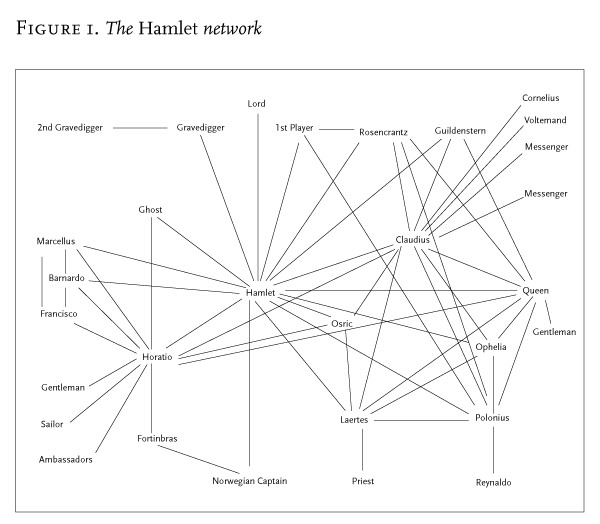 FIGURE 1. The Hamlet network
Cornelius
Lord
Voltemand
2nd Gravedigger
Gravedigger
1st Player
Rosencrantz
Guildenstern
Messenger
Messenger
Ghost
Marcellus
Claudius
Barnardo
Hamlet
Queen
Francisco
Osric
Gentleman
Ophelia
Horatio
Gentleman
Laertes
Polonius
Sailor
Fortinbras
Ambassadors
Norwegian Captain
Priest
Reynaldo